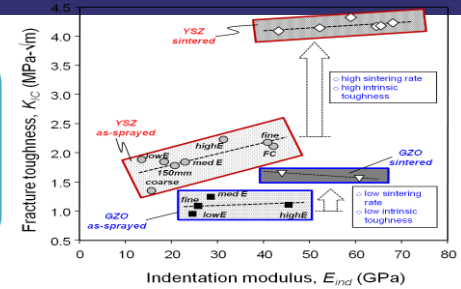 4.5
4.0
3.5
3.0
2.5
2.0
1.5
1.0
0.5
Fracture toughness, K_IC (MPa-√m)
YSZ
sintered
high sintering rate
high intrinsic
toughness
YSZ
as-sprayed
lowE
highE
fine
150mm
med E
FC
coarse
GZO
sintered
fine
med E
lowE
highE
GZO
as-sprayed
low sintering
rate
low intrinsic
toughness
0 10 20 30 40 50 60 70 80
Indentation modulus, E_ind (GPa)